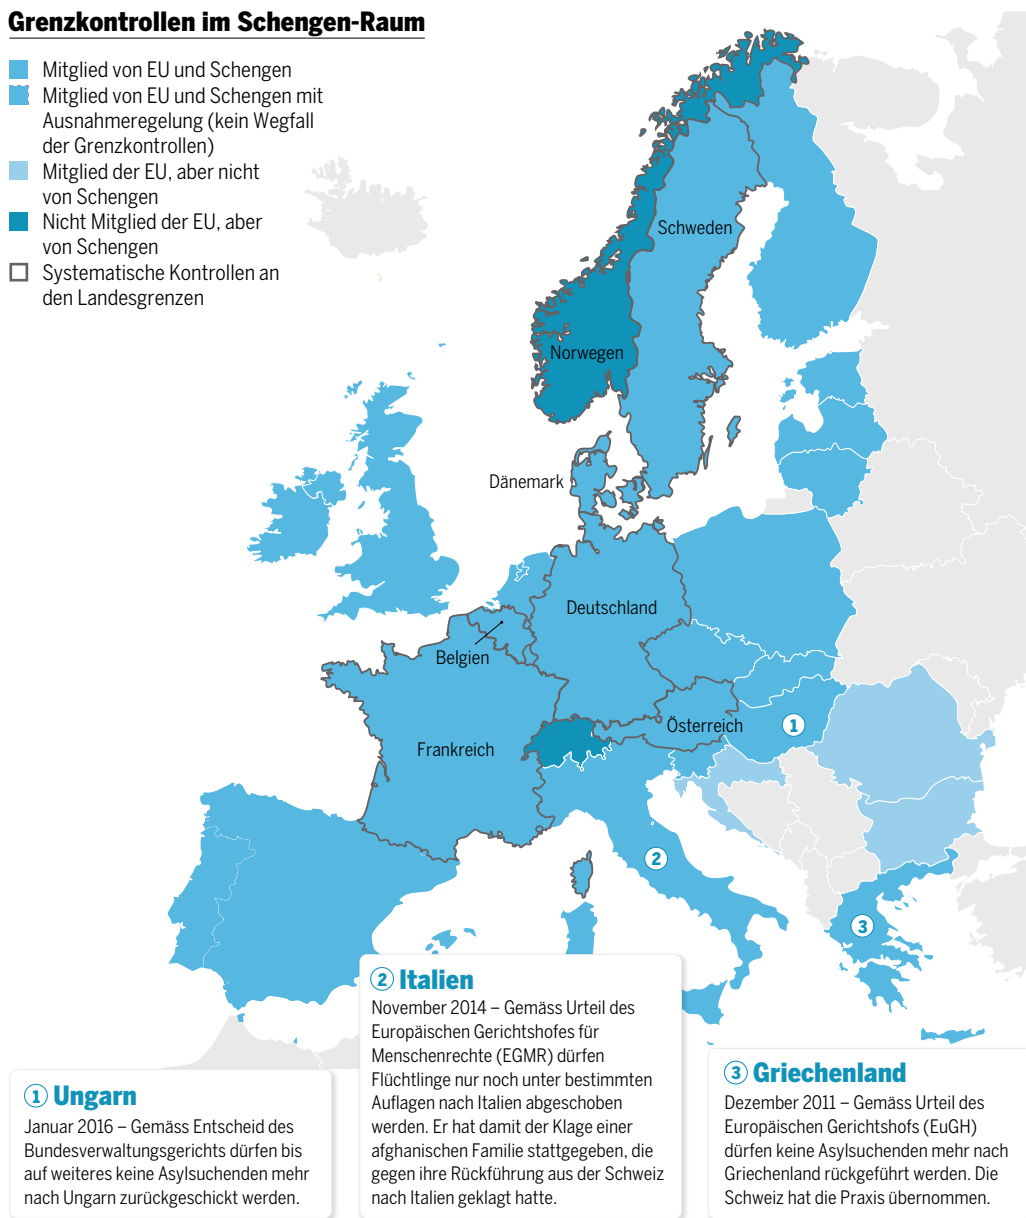 Grenzkontrollen im Schengen-Raum
Mitglied von EU und Schengen
Mitglied von EU und Schengen mit
Ausnahmeregelung (kein Wegfall
der Grenzkontrollen)
Mitglied der EU, aber nicht
von Schengen
Nicht Mitglied der EU, aber
von Schengen
Systematische Kontrollen an
den Landesgrenzen
Schweden
Norwegen
Dänemark
Deutschland
Belgien
Österreich
1
Frankreich
2
3
1 Ungarn
Januar 2016 – Gemäss Entscheid des
Bundesverwaltungsgerichts dürfen bis
auf weiteres keine Asylsuchenden mehr
nach Ungarn zurückgeschickt werden.
2 Italien
November 2014 – Gemäss Urteil des
Europäischen Gerichtshofes für
Menschenrechte (EGMR) dürfen
Flüchtlinge nur noch unter bestimmten
Auflagen nach Italien abgeschoben
werden. Er hat damit der Klage einer
afghanischen Familie stattgegeben, die
gegen ihre Rückführung aus der Schweiz
nach Italien geklagt hatte.
3 Griechenland
Dezember 2011 – Gemäss Urteil des
Europäischen Gerichtshofs (EuGH)
dürfen keine Asylsuchenden mehr nach
Griechenland rückgeführt werden. Die
Schweiz hat die Praxis übernommen.